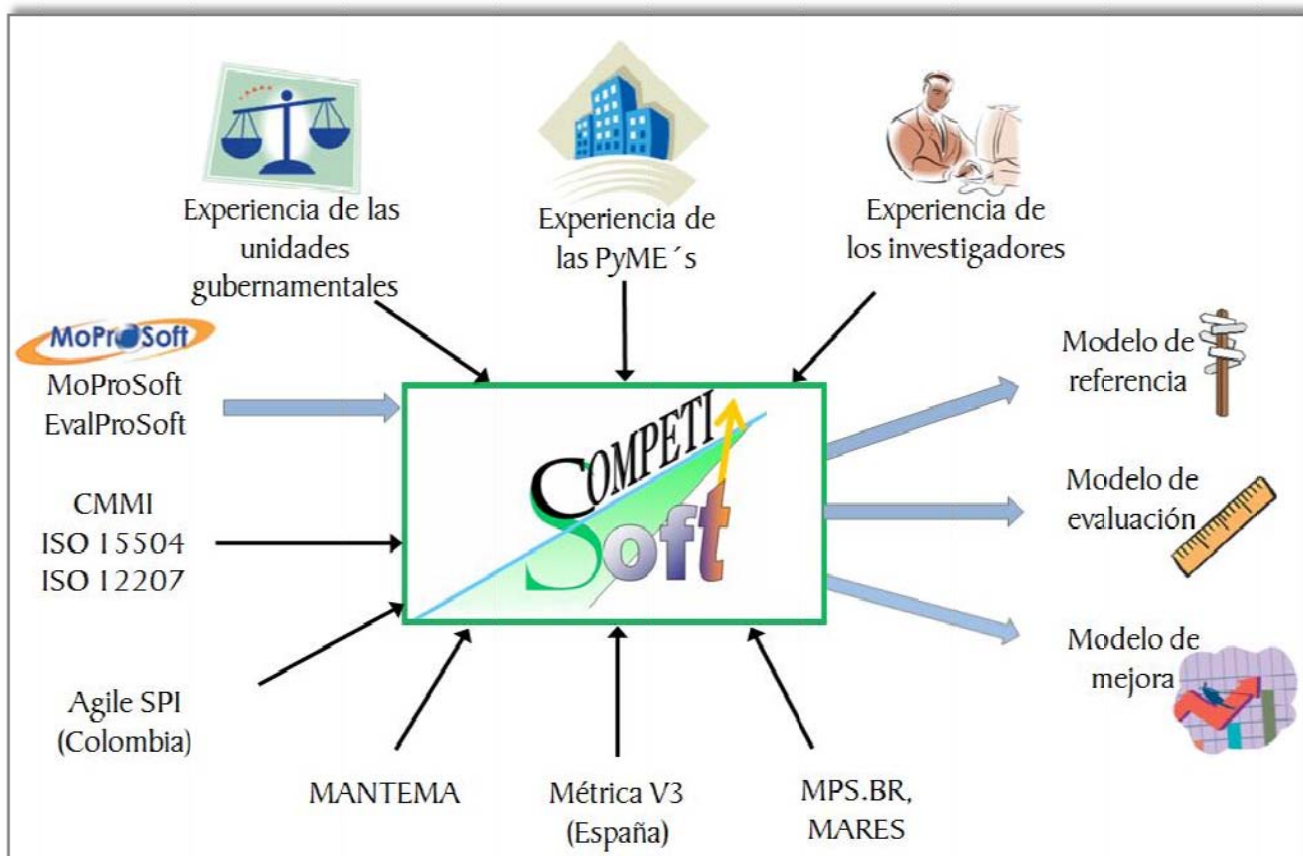 Experiencia de las
unidades
gubernamentales
Experiencia de
las PyME´s
Experiencia de
los investigadores
MoProSoft
MoProSoft
EvalProSoft
CMMI
ISO 15504
ISO 12207
Agile SPI
(Colombia)
MANTEMA
Métrica V3
(España)
MPS.BR,
MARES
COMPETI
Soft
Modelo de
referencia
Modelo de
evaluación
Modelo de
mejora